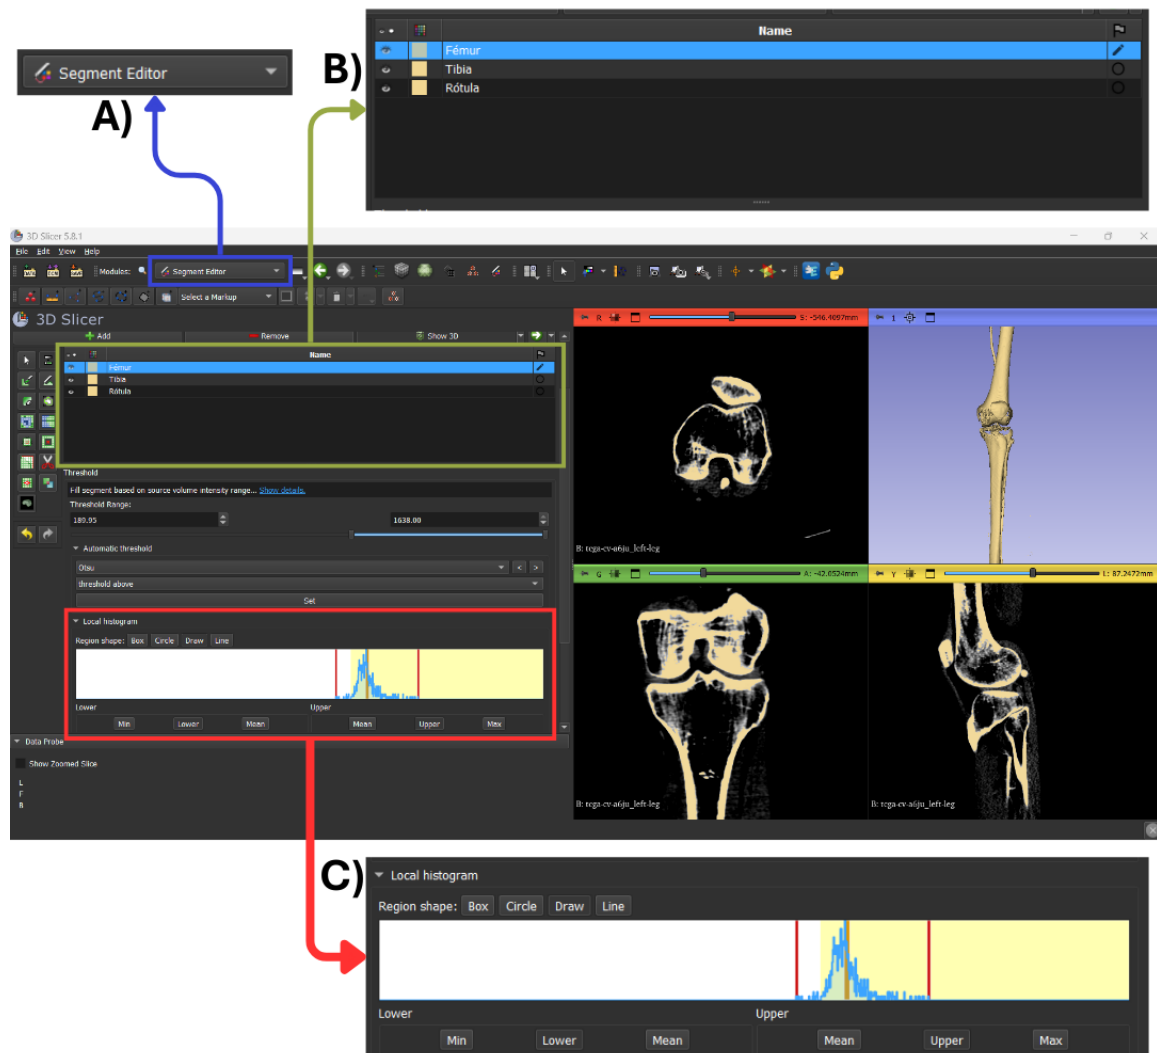 Segment Editor
A)
B)
Name
Fémur
Tibia
Rótula
3D Slicer 5.8.1
File Edit View Help
Modules: Segment Editor
Select a Markup
3D Slicer
Add Remove Show 3D
Name
Fémur
Tibia
Rótula
Threshold
Fill segment based on source volume intensity range... Show details.
Threshold Range:
189.95 1638.00
Automatic threshold
Otsu < >
threshold above
Set
Local histogram
Region shape: Box Circle Draw Line
Lower Upper
Min Lower Mean Mean Upper Max
Data Probe
Show Zoomed Slice
L
F
B
R S: -546.4097mm
1
B: tcga-cv-a6ju_left-leg
G A: -42.0524mm
Y L: 87.2472mm
B: tcga-cv-a6ju_left-leg
B: tcga-cv-a6ju_left-leg
C)
Local histogram
Region shape: Box Circle Draw Line
Lower Upper
Min Lower Mean Mean Upper Max